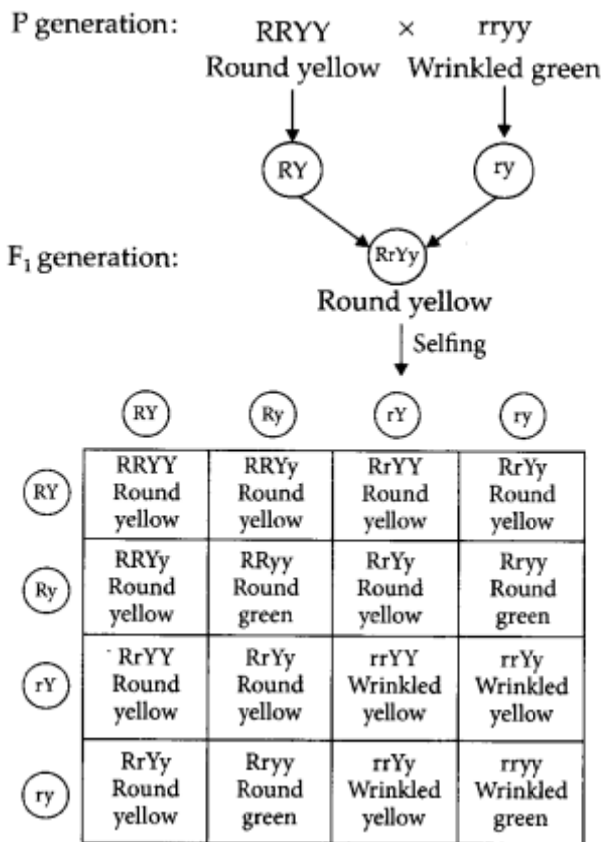 P generation: RRYY × rryy
Round yellow Wrinkled green
RY ry
F₁ generation: RrYy
Round yellow
Selfing
RY Ry rY ry
RRYY RRYy RrYY RrYy
RY Round Round Round Round
yellow yellow yellow yellow
RRYy RRyy RrYy Rryy
Ry Round Round Round Round
yellow green yellow green
RrYY RrYy rrYY rrYy
rY Round Round Wrinkled Wrinkled
yellow yellow yellow yellow
RrYy Rryy rrYy rryy
ry Round Round Wrinkled Wrinkled
yellow green yellow green